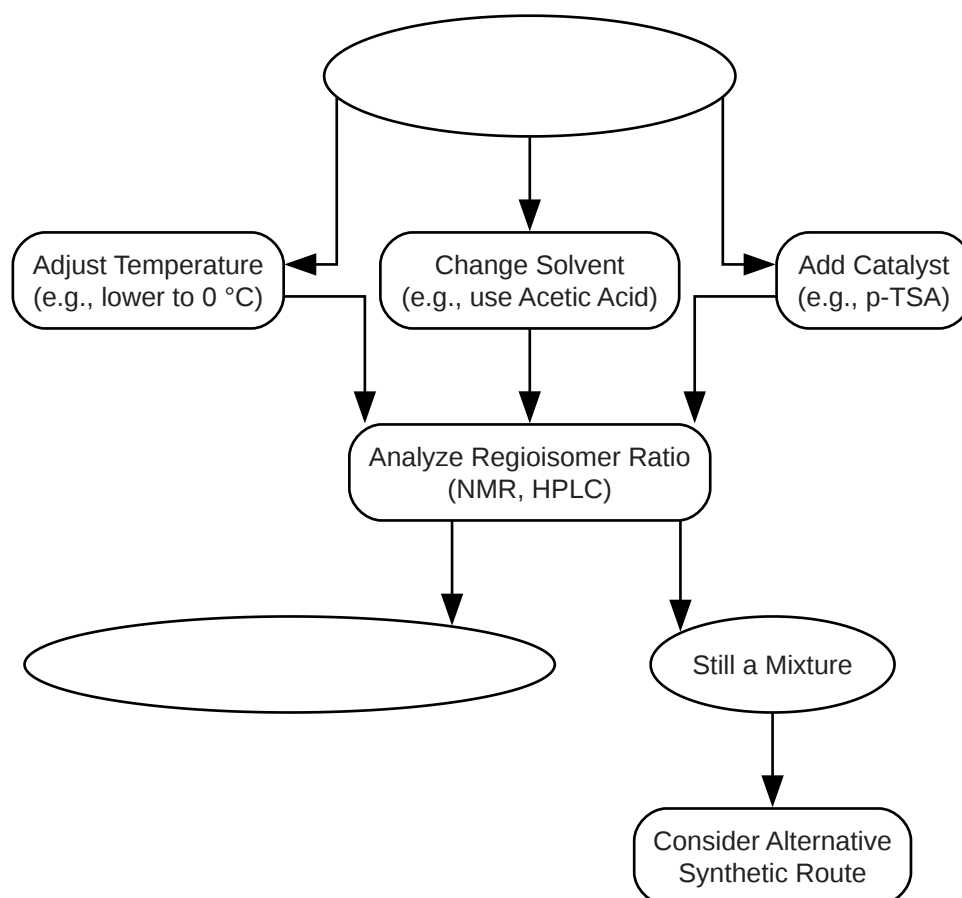 Adjust Temperature
(e.g., lower to 0 °C)
Change Solvent
(e.g., use Acetic Acid)
Add Catalyst
(e.g., p-TSA)
Analyze Regioisomer Ratio
(NMR, HPLC)
Still a Mixture
Consider Alternative
Synthetic Route